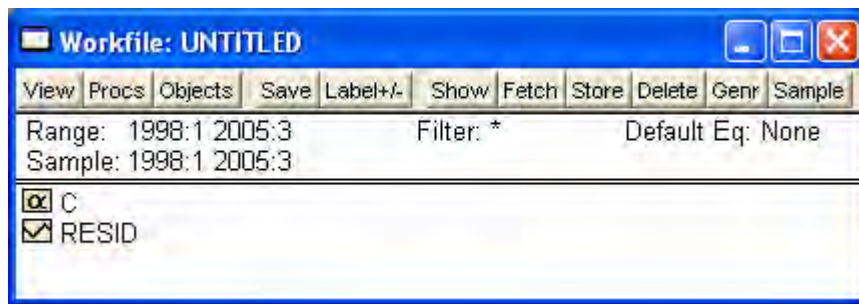 Workfile: UNTITLED
View Procs Objects Save Label+/- Show Fetch Store Delete Genr Sample
Range: 1998:1 2005:3 Filter: * Default Eq: None
Sample: 1998:1 2005:3
α C
RESID